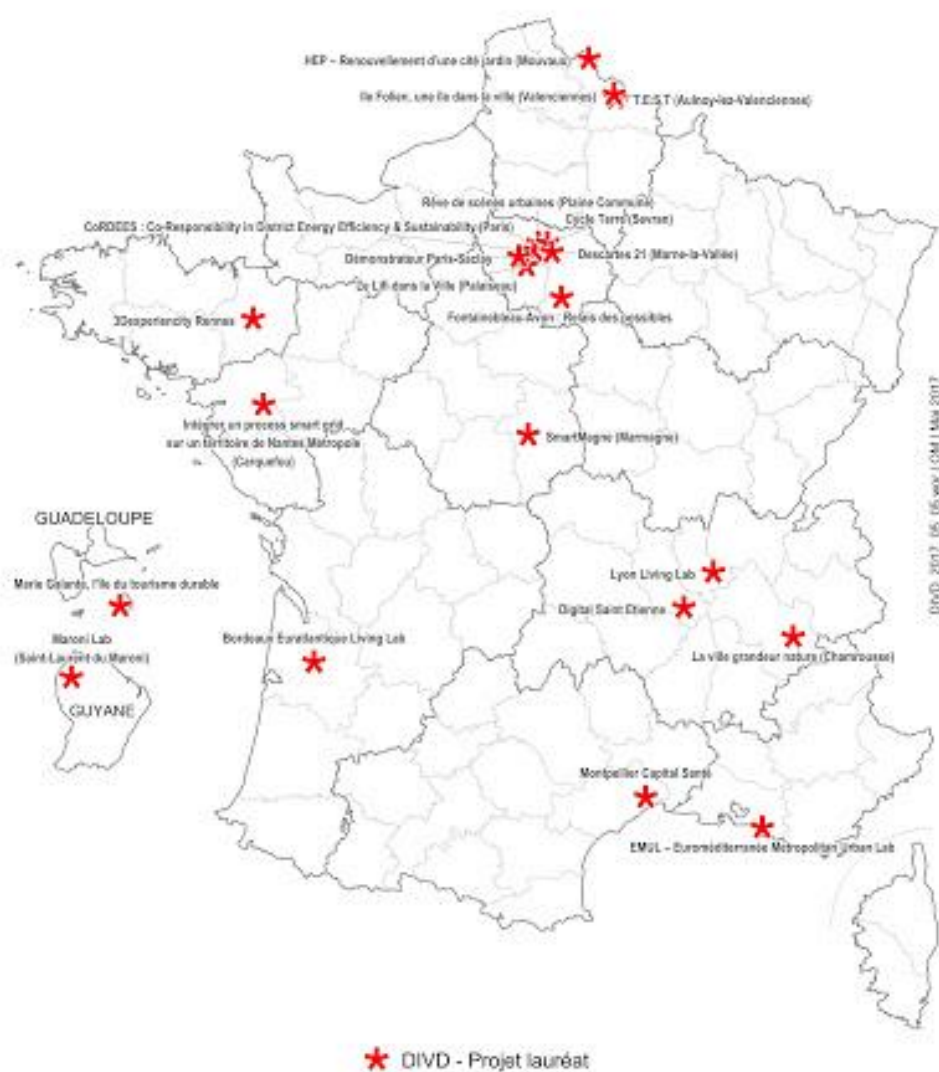 HEP – Renouvellement d'une cité jardin (Mouvaux)
Ile Folien, une île dans la ville (Valenciennes)
T.E.S.T (Aulnoy-lez-Valenciennes)
Rêve de scènes urbaines (Plaine Commune)
Cycle Terre (Sevran)
CoRDEES : Co-Responsibility in District Energy Efficiency & Sustainability (Paris)
Démonstrateur Paris-Saclay
Descartes 21 (Marne-la-Vallée)
Le Lifi dans la Ville (Palaiseau)
3Dexperiencity Rennes
Fontainebleau-Avon : Relais des possibles
Intégrer un process smart grid
sur un territoire de Nantes Métropole
(Carquefou)
SmartMagne (Marmagne)
GUADELOUPE
Marie Galante, l'île du tourisme durable
Lyon Living Lab
Digital Saint Etienne
Maroni Lab
(Saint-Laurent du Maroni)
Bordeaux Euratlantique Living Lab
La ville grandeur nature (Chamrousse)
GUYANE
Montpellier Capital Santé
EMUL – Euroméditerranée Métropolitan Urban Lab
DIVD - Projet lauréat